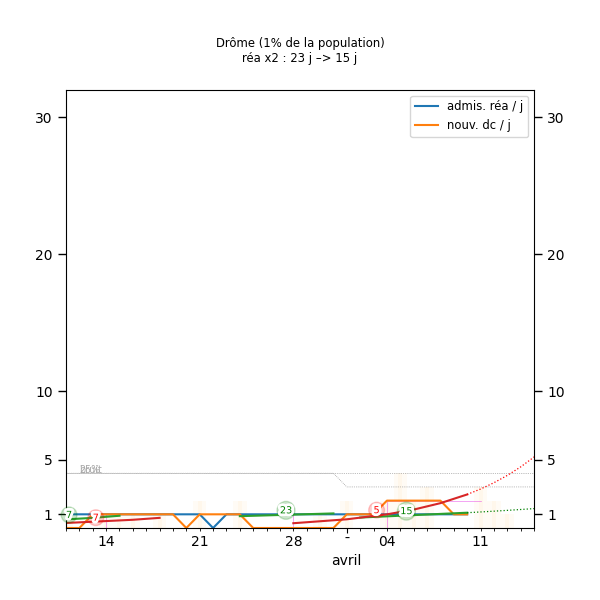 Drôme (1% de la population)
réa x2 : 23 j –> 15 j
admis. réa / j
nouv. dc / j
30 30
20 20
10 10
5 5
1 1
7 7 23 5 15
14 21 28 - 04 11
avril